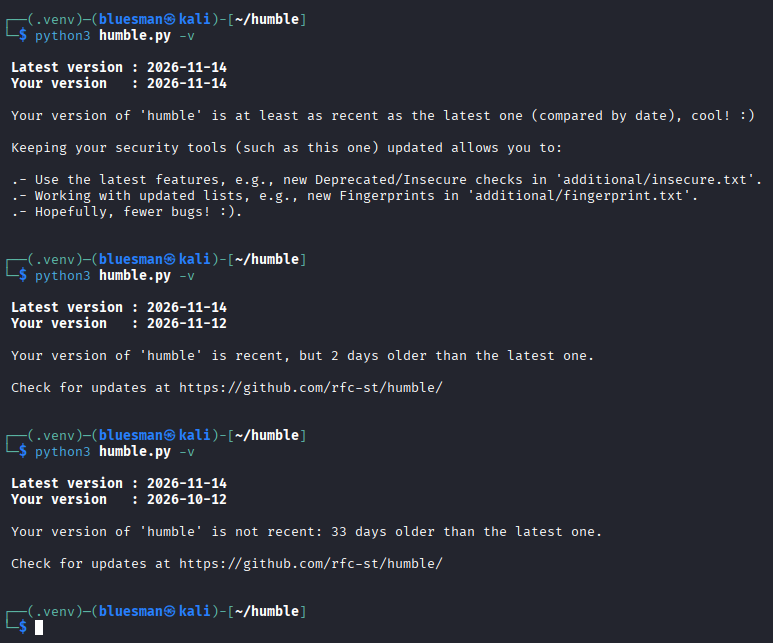 ┌──(.venv)─(bluesman㉿kali)-[~/humble]
└─$ python3 humble.py -v
Latest version : 2026-11-14
Your version   : 2026-11-14
Your version of 'humble' is at least as recent as the latest one (compared by date), cool! :)
Keeping your security tools (such as this one) updated allows you to:
.- Use the latest features, e.g., new Deprecated/Insecure checks in 'additional/insecure.txt'.
.- Working with updated lists, e.g., new Fingerprints in 'additional/fingerprint.txt'.
.- Hopefully, fewer bugs! :).
┌──(.venv)─(bluesman㉿kali)-[~/humble]
└─$ python3 humble.py -v
Latest version : 2026-11-14
Your version   : 2026-11-12
Your version of 'humble' is recent, but 2 days older than the latest one.
Check for updates at https://github.com/rfc-st/humble/
┌──(.venv)─(bluesman㉿kali)-[~/humble]
└─$ python3 humble.py -v
Latest version : 2026-11-14
Your version   : 2026-10-12
Your version of 'humble' is not recent: 33 days older than the latest one.
Check for updates at https://github.com/rfc-st/humble/
┌──(.venv)─(bluesman㉿kali)-[~/humble]
└─$